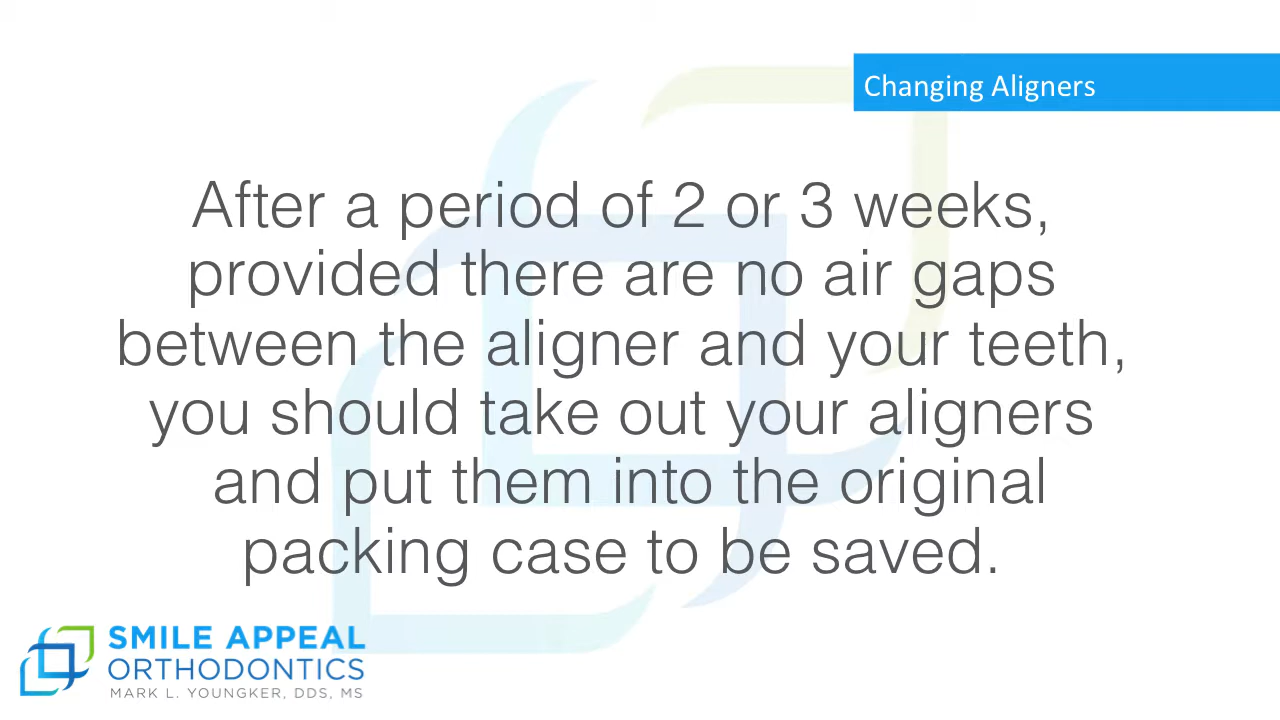 Changing Aligners
After a period of 2 or 3 weeks,
provided there are no air gaps
between the aligner and your teeth,
you should take out your aligners
and put them into the original
packing case to be saved.
SMILE APPEAL
ORTHODONTICS
MARK L. YOUNGKER, DDS, MS